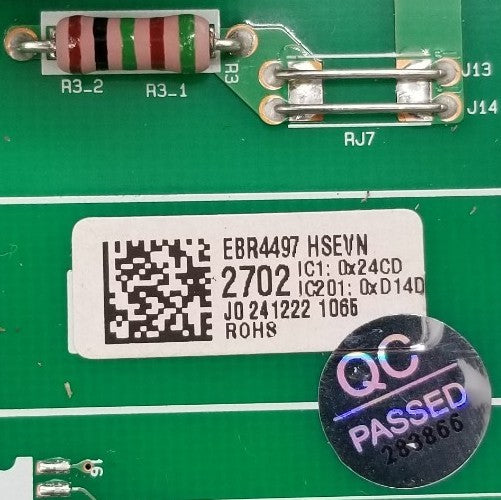 R3_2
R3_1
R3
J13
J14
RJ7
EBR4497 HSEVN
2702
IC1: 0x24CD
IC201: 0xD14D
J0 241222 1065
ROHS
QC
PASSED
283866